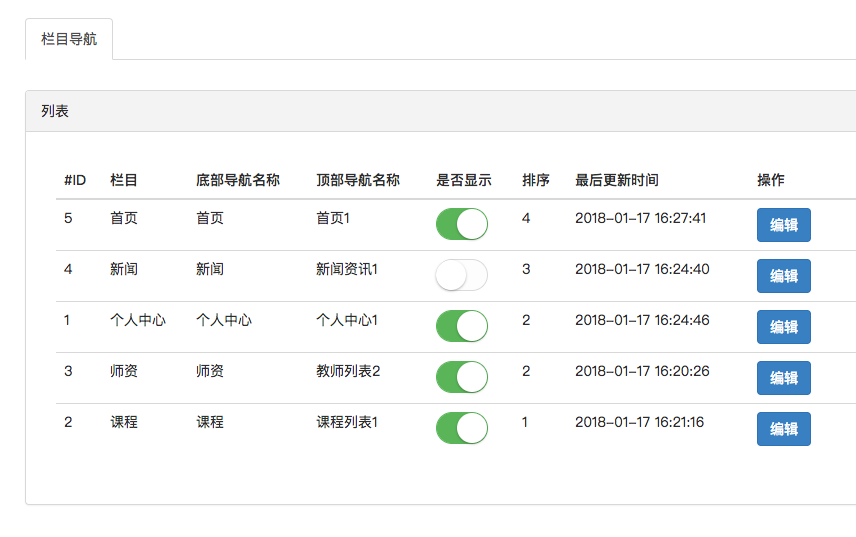 栏目导航
列表
#ID 栏目 底部导航名称 顶部导航名称 是否显示 排序 最后更新时间 操作
5 首页 首页 首页1 4 2018-01-17 16:27:41 编辑
4 新闻 新闻 新闻资讯1 3 2018-01-17 16:24:40 编辑
1 个人中心 个人中心 个人中心1 2 2018-01-17 16:24:46 编辑
3 师资 师资 教师列表2 2 2018-01-17 16:20:26 编辑
2 课程 课程 课程列表1 1 2018-01-17 16:21:16 编辑